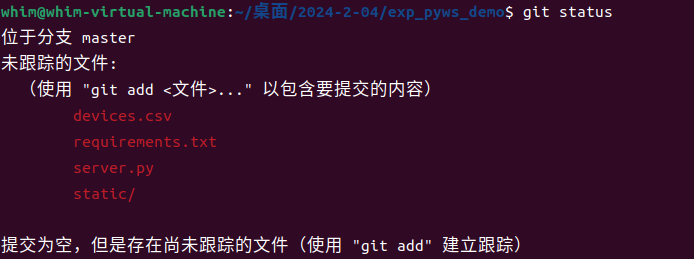 whim@whim-virtual-machine:~/桌面/2024-2-04/exp_pyws_demo$ git status
位于分支 master
未跟踪的文件:
（使用 "git add <文件>..." 以包含要提交的内容）
devices.csv
requirements.txt
server.py
static/
提交为空，但是存在尚未跟踪的文件（使用 "git add" 建立跟踪）